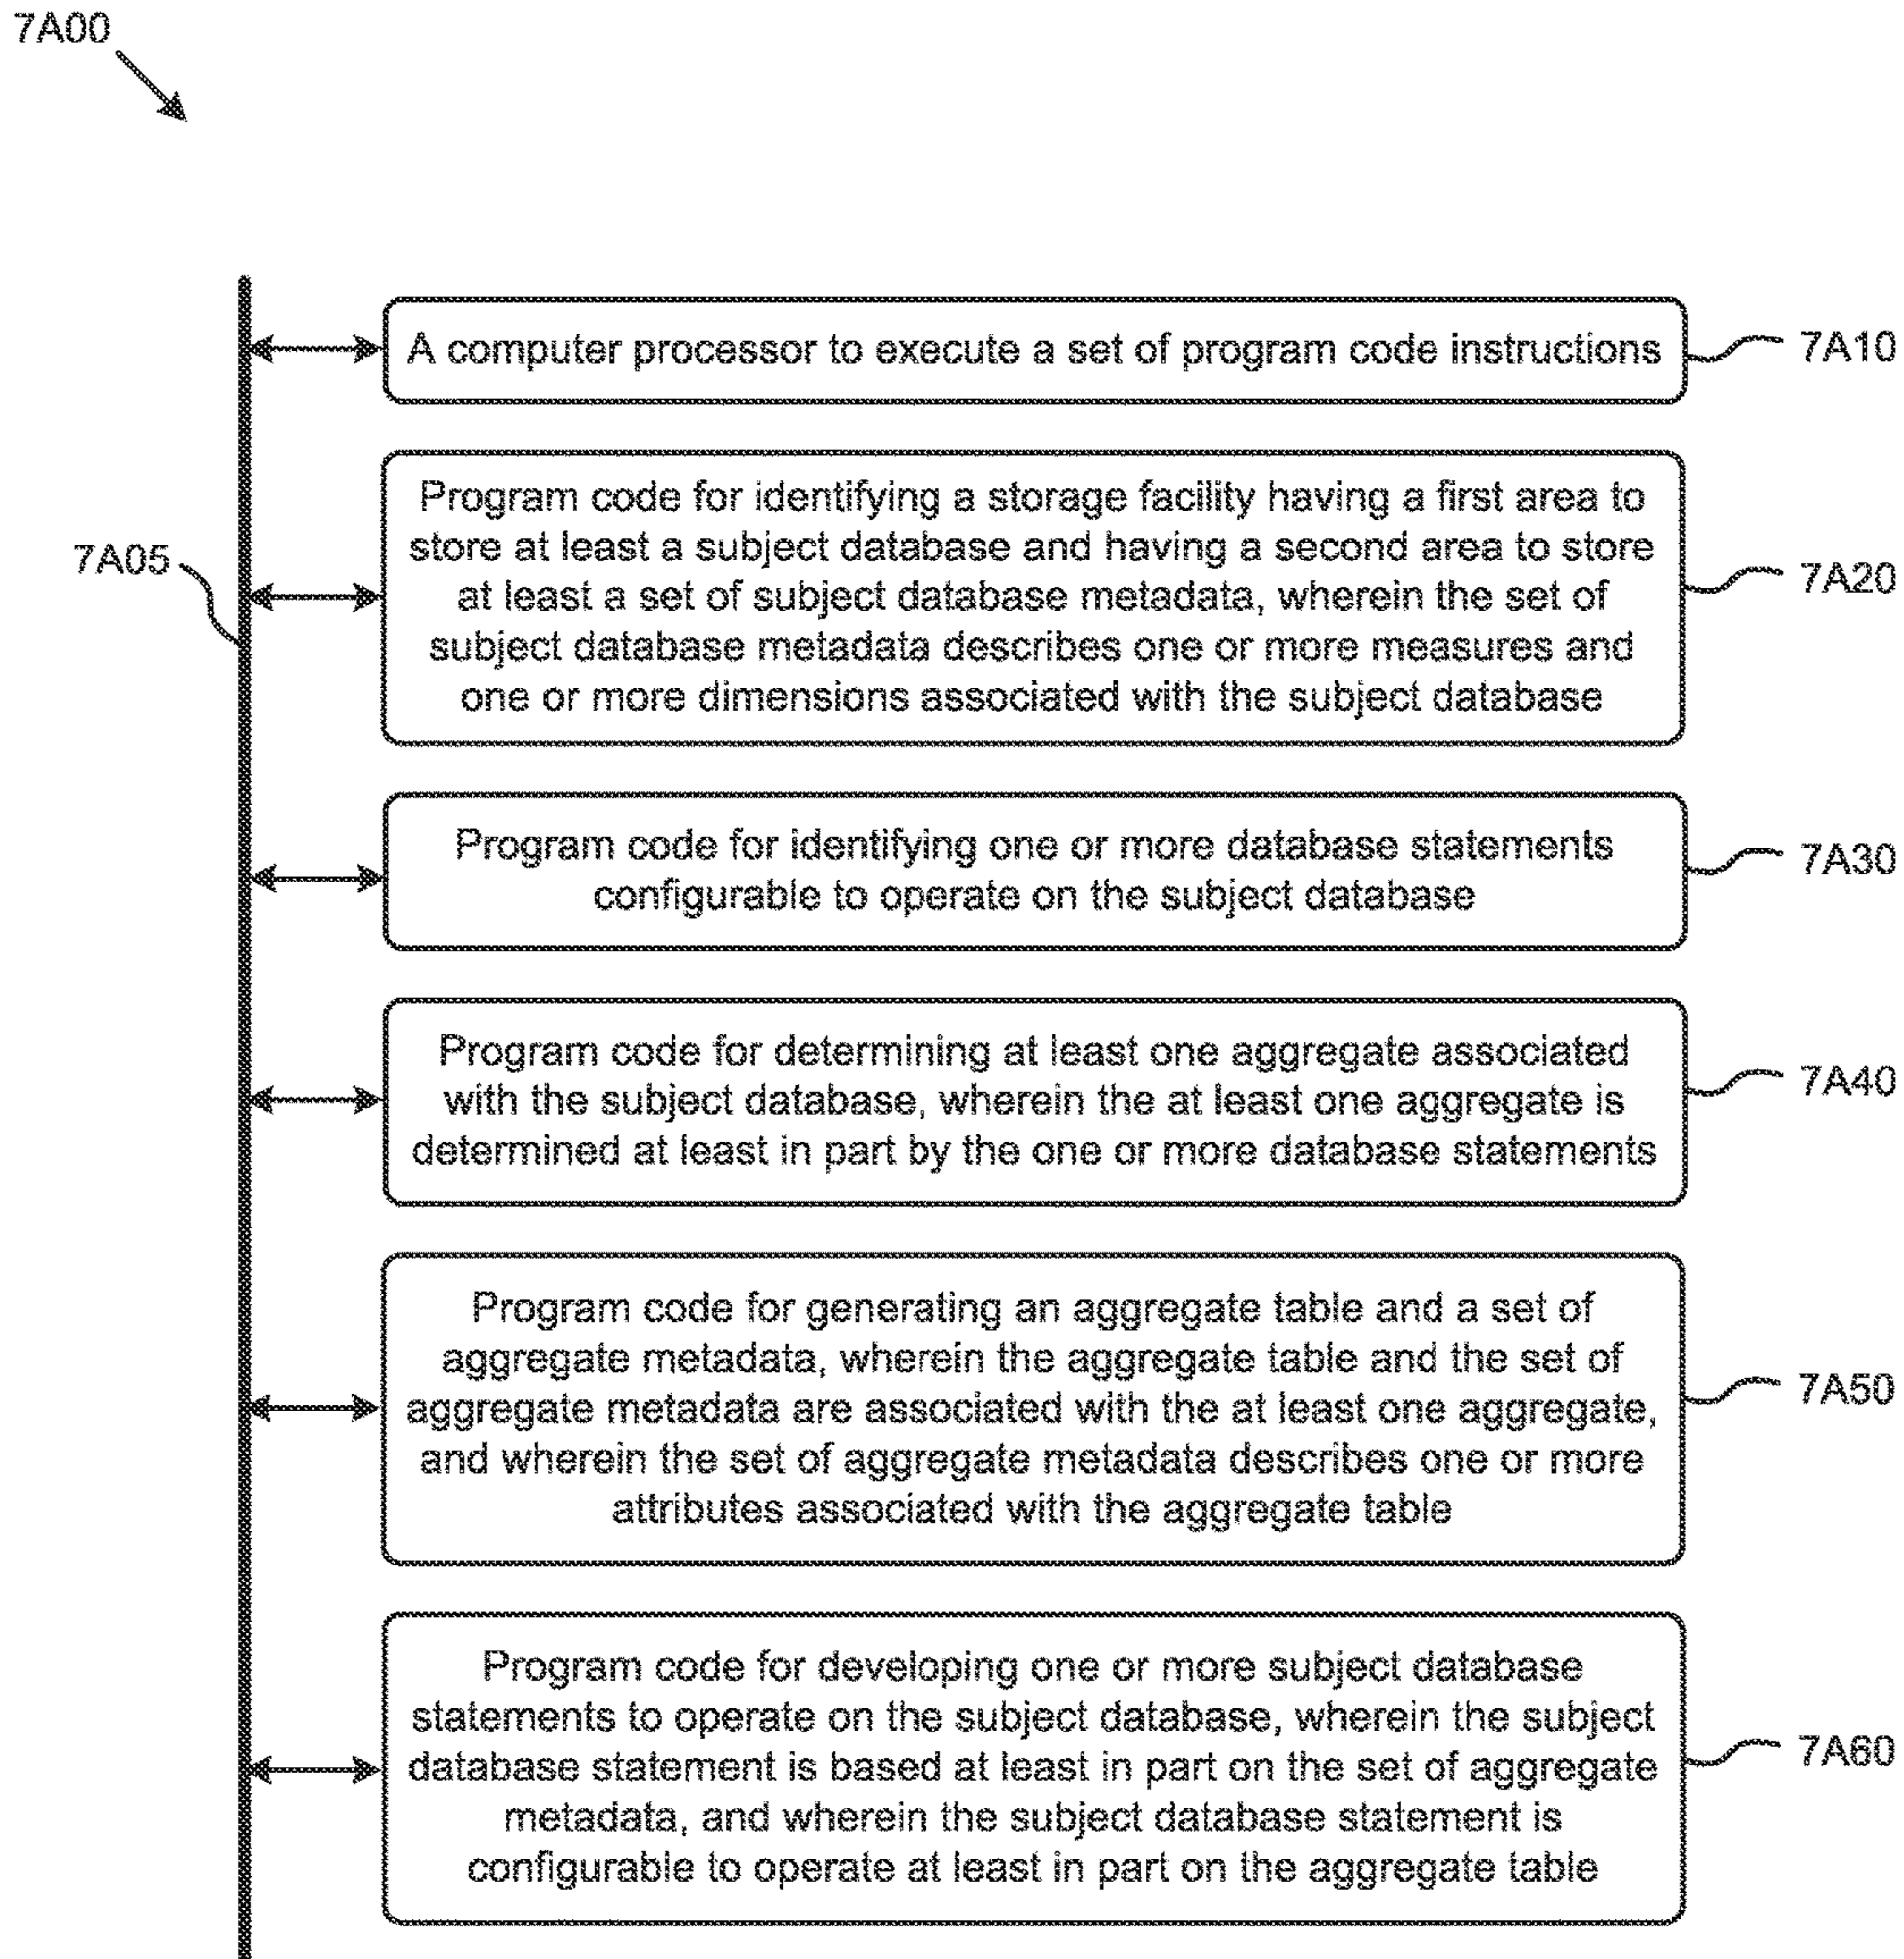 7A00
A computer processor to execute a set of program code instructions
7A10
Program code for identifying a storage facility having a first area to
store at least a subject database and having a second area to store
at least a set of subject database metadata, wherein the set of
subject database metadata describes one or more measures and
one or more dimensions associated with the subject database
7A05
7A20
Program code for identifying one or more database statements
configurable to operate on the subject database
7A30
Program code for determining at least one aggregate associated
with the subject database, wherein the at least one aggregate is
determined at least in part by the one or more database statements
7A40
Program code for generating an aggregate table and a set of
aggregate metadata, wherein the aggregate table and the set of
aggregate metadata are associated with the at least one aggregate,
and wherein the set of aggregate metadata describes one or more
attributes associated with the aggregate table
7A50
Program code for developing one or more subject database
statements to operate on the subject database, wherein the subject
database statement is based at least in part on the set of aggregate
metadata, and wherein the subject database statement is
configurable to operate at least in part on the aggregate table
7A60